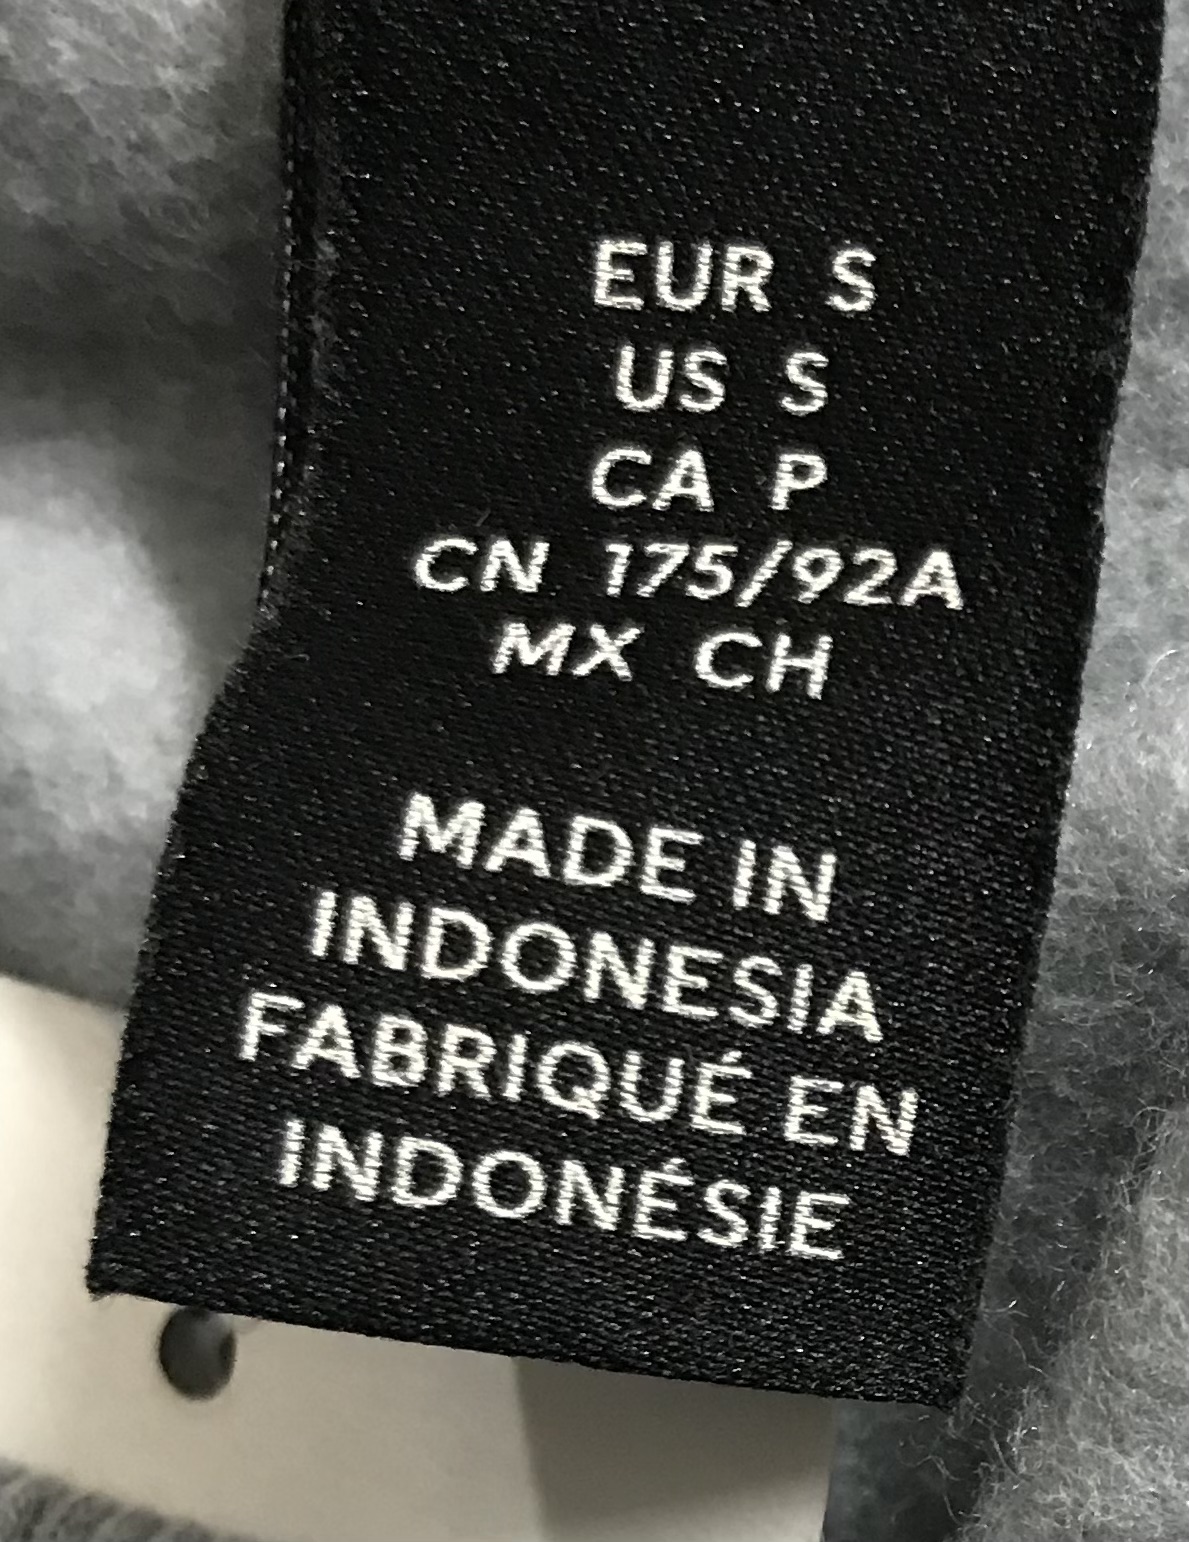 EUR S
US S
CA P
CN 175/92A
MX CH
MADE IN
INDONESIA
FABRIQUÉ EN
INDONÉSIE